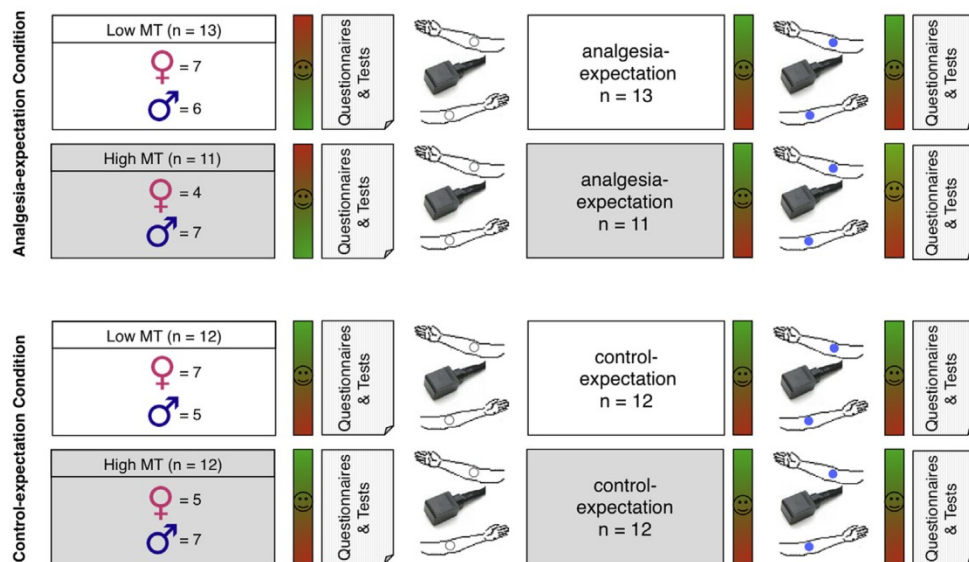 Analgesia-expectation Condition
Low MT (n = 13)
♀ = 7
♂ = 6
Questionnaires
& Tests
analgesia-
expectation
n = 13
Questionnaires
& Tests
High MT (n = 11)
♀ = 4
♂ = 7
Questionnaires
& Tests
analgesia-
expectation
n = 11
Questionnaires
& Tests
Control-expectation Condition
Low MT (n = 12)
♀ = 7
♂ = 5
Questionnaires
& Tests
control-
expectation
n = 12
Questionnaires
& Tests
High MT (n = 12)
♀ = 5
♂ = 7
Questionnaires
& Tests
control-
expectation
n = 12
Questionnaires
& Tests